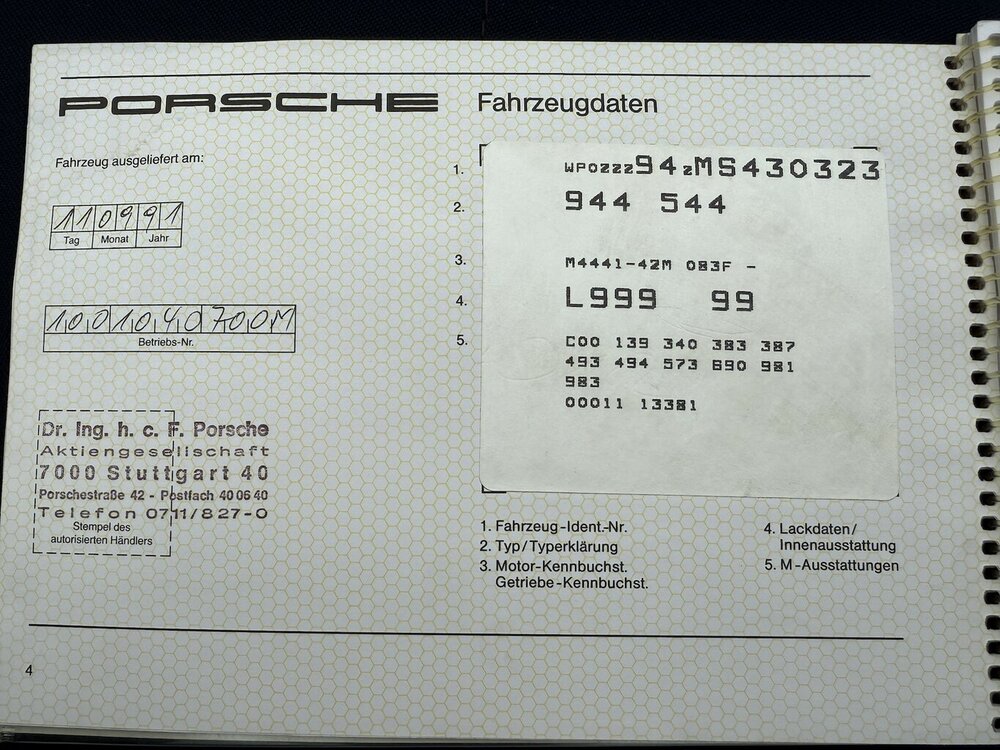 PORSCHE
Fahrzeugdaten
Fahrzeug ausgeliefert am:
110991
Tag Monat Jahr
1001040700M
Betriebs-Nr.
Dr. Ing. h. c. F. Porsche
Aktiengesellschaft
7000 Stuttgart 40
Porschestraße 42 - Postfach 40 06 40
Telefon 0711/827-0
Stempel des
autorisierten Händlers
1. WP0ZZZ94ZMS430323
2. 944 544
3. M4441-42M 083F -
4. L999 99
5. C00 139 340 383 387
493 494 573 690 981
983
00011 13381
1. Fahrzeug-Ident.-Nr.
2. Typ/Typerklärung
3. Motor-Kennbuchst.
Getriebe-Kennbuchst.
4. Lackdaten/
Innenausstattung
5. M-Ausstattungen
4